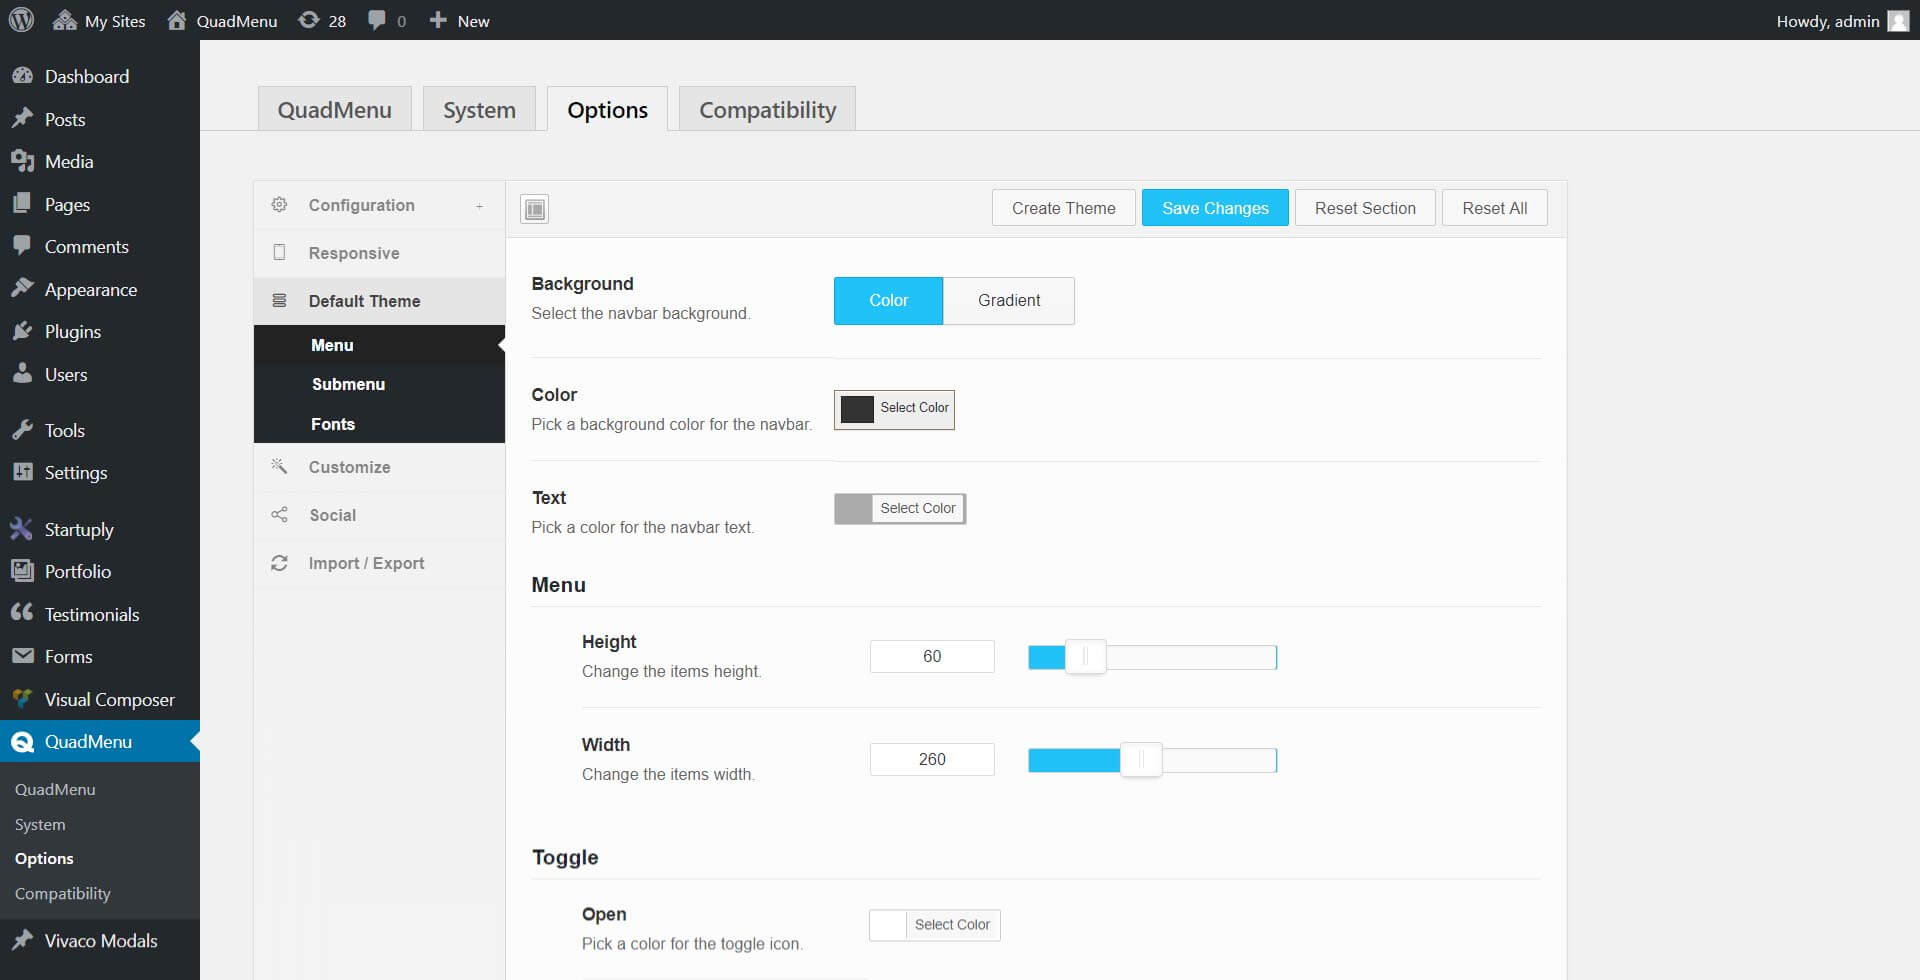 My Sites QuadMenu 28 0 New Howdy, admin
Dashboard
Posts
Media
Pages
Comments
Appearance
Plugins
Users
Tools
Settings
Startuply
Portfolio
Testimonials
Forms
Visual Composer
QuadMenu
QuadMenu
System
Options
Compatibility
Vivaco Modals
QuadMenu System Options Compatibility
Configuration +
Responsive
Default Theme
Menu
Submenu
Fonts
Customize
Social
Import / Export
Create Theme Save Changes Reset Section Reset All
Background
Select the navbar background.
Color Gradient
Color
Pick a background color for the navbar.
Select Color
Text
Pick a color for the navbar text.
Select Color
Menu
Height
Change the items height.
60
Width
Change the items width.
260
Toggle
Open
Pick a color for the toggle icon.
Select Color